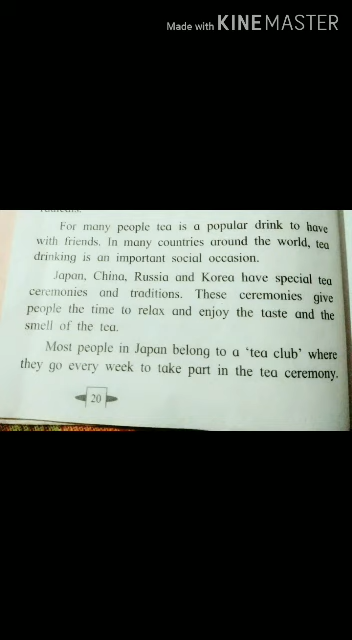 Made with KINEMASTER
For many people tea is a popular drink to have
with friends. In many countries around the world, tea
drinking is an important social occasion.
Japan, China, Russia and Korea have special tea
ceremonies and traditions. These ceremonies give
people the time to relax and enjoy the taste and the
smell of the tea.
Most people in Japan belong to a 'tea club' where
they go every week to take part in the tea ceremony.
20